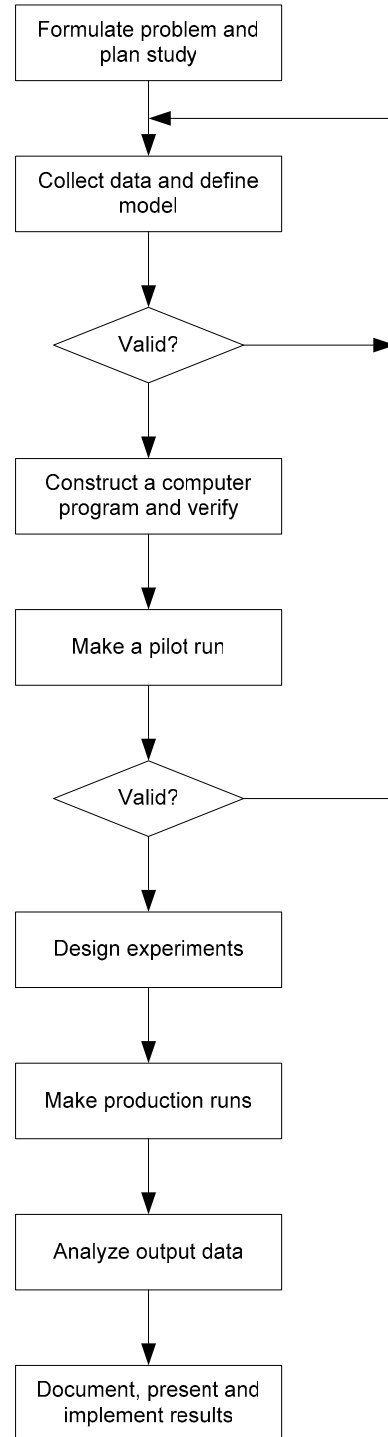 Formulate problem and
plan study
Collect data and define
model
Valid?
Construct a computer
program and verify
Make a pilot run
Valid?
Design experiments
Make production runs
Analyze output data
Document, present and
implement results